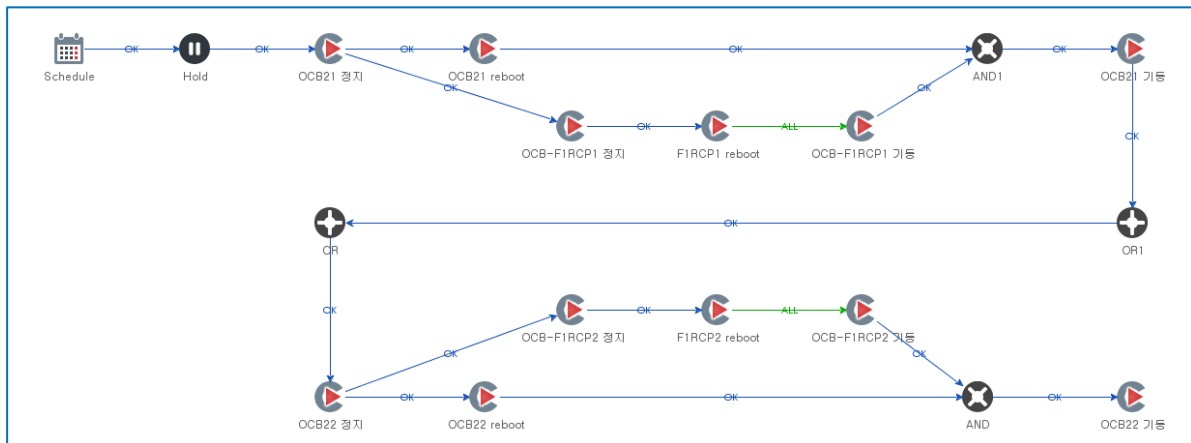 OK OK OK OK OK
Schedule Hold OCB21 정지 OCB21 reboot AND1 OCB21 기동
OK OK
OK ALL OK
OCB-F1RCP1 정지 F1RCP1 reboot OCB-F1RCP1 기동
OK
OR OR1
OK OK ALL
OCB-F1RCP2 정지 F1RCP2 reboot OCB-F1RCP2 기동
OK OK
OK OK OK
OCB22 정지 OCB22 reboot AND OCB22 기동